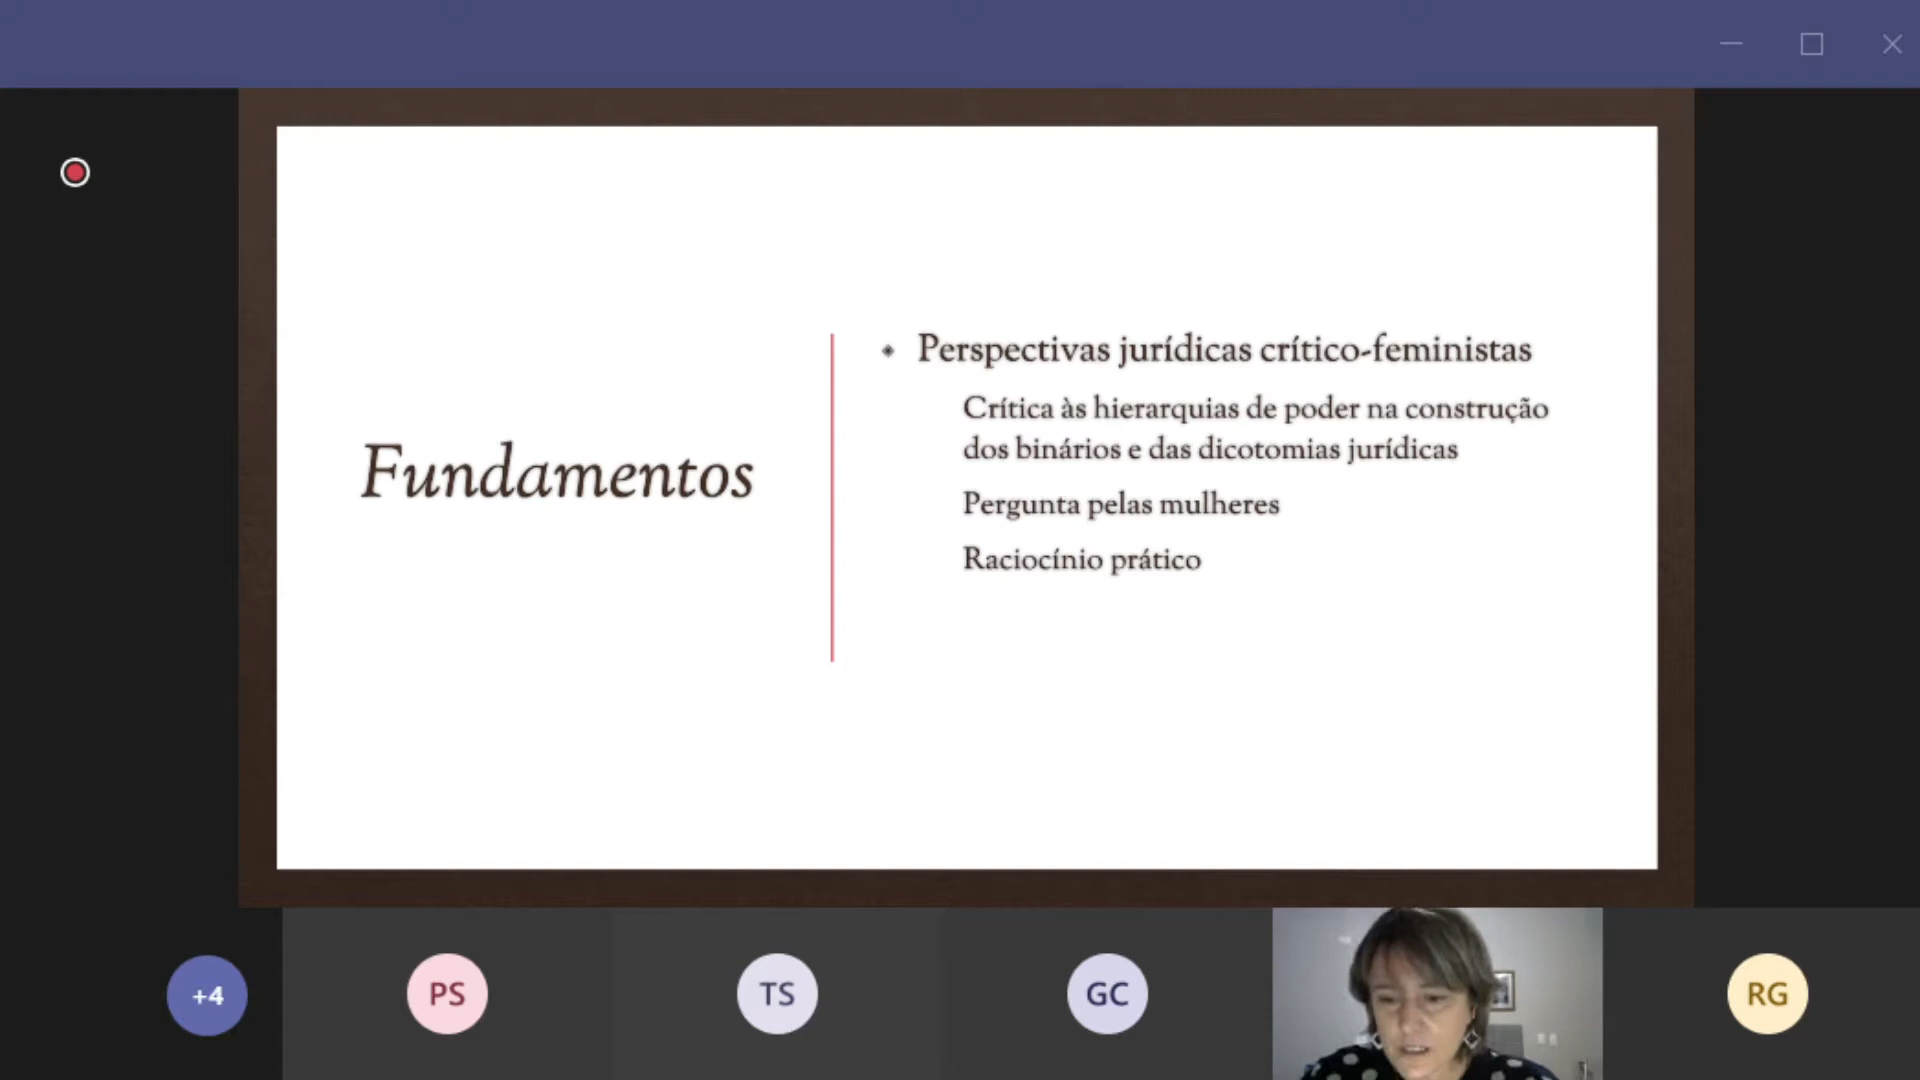 Fundamentos
Perspectivas jurídicas crítico-feministas
Crítica às hierarquias de poder na construção
dos binários e das dicotomias jurídicas
Pergunta pelas mulheres
Raciocínio prático
+4
PS
TS
GC
RG